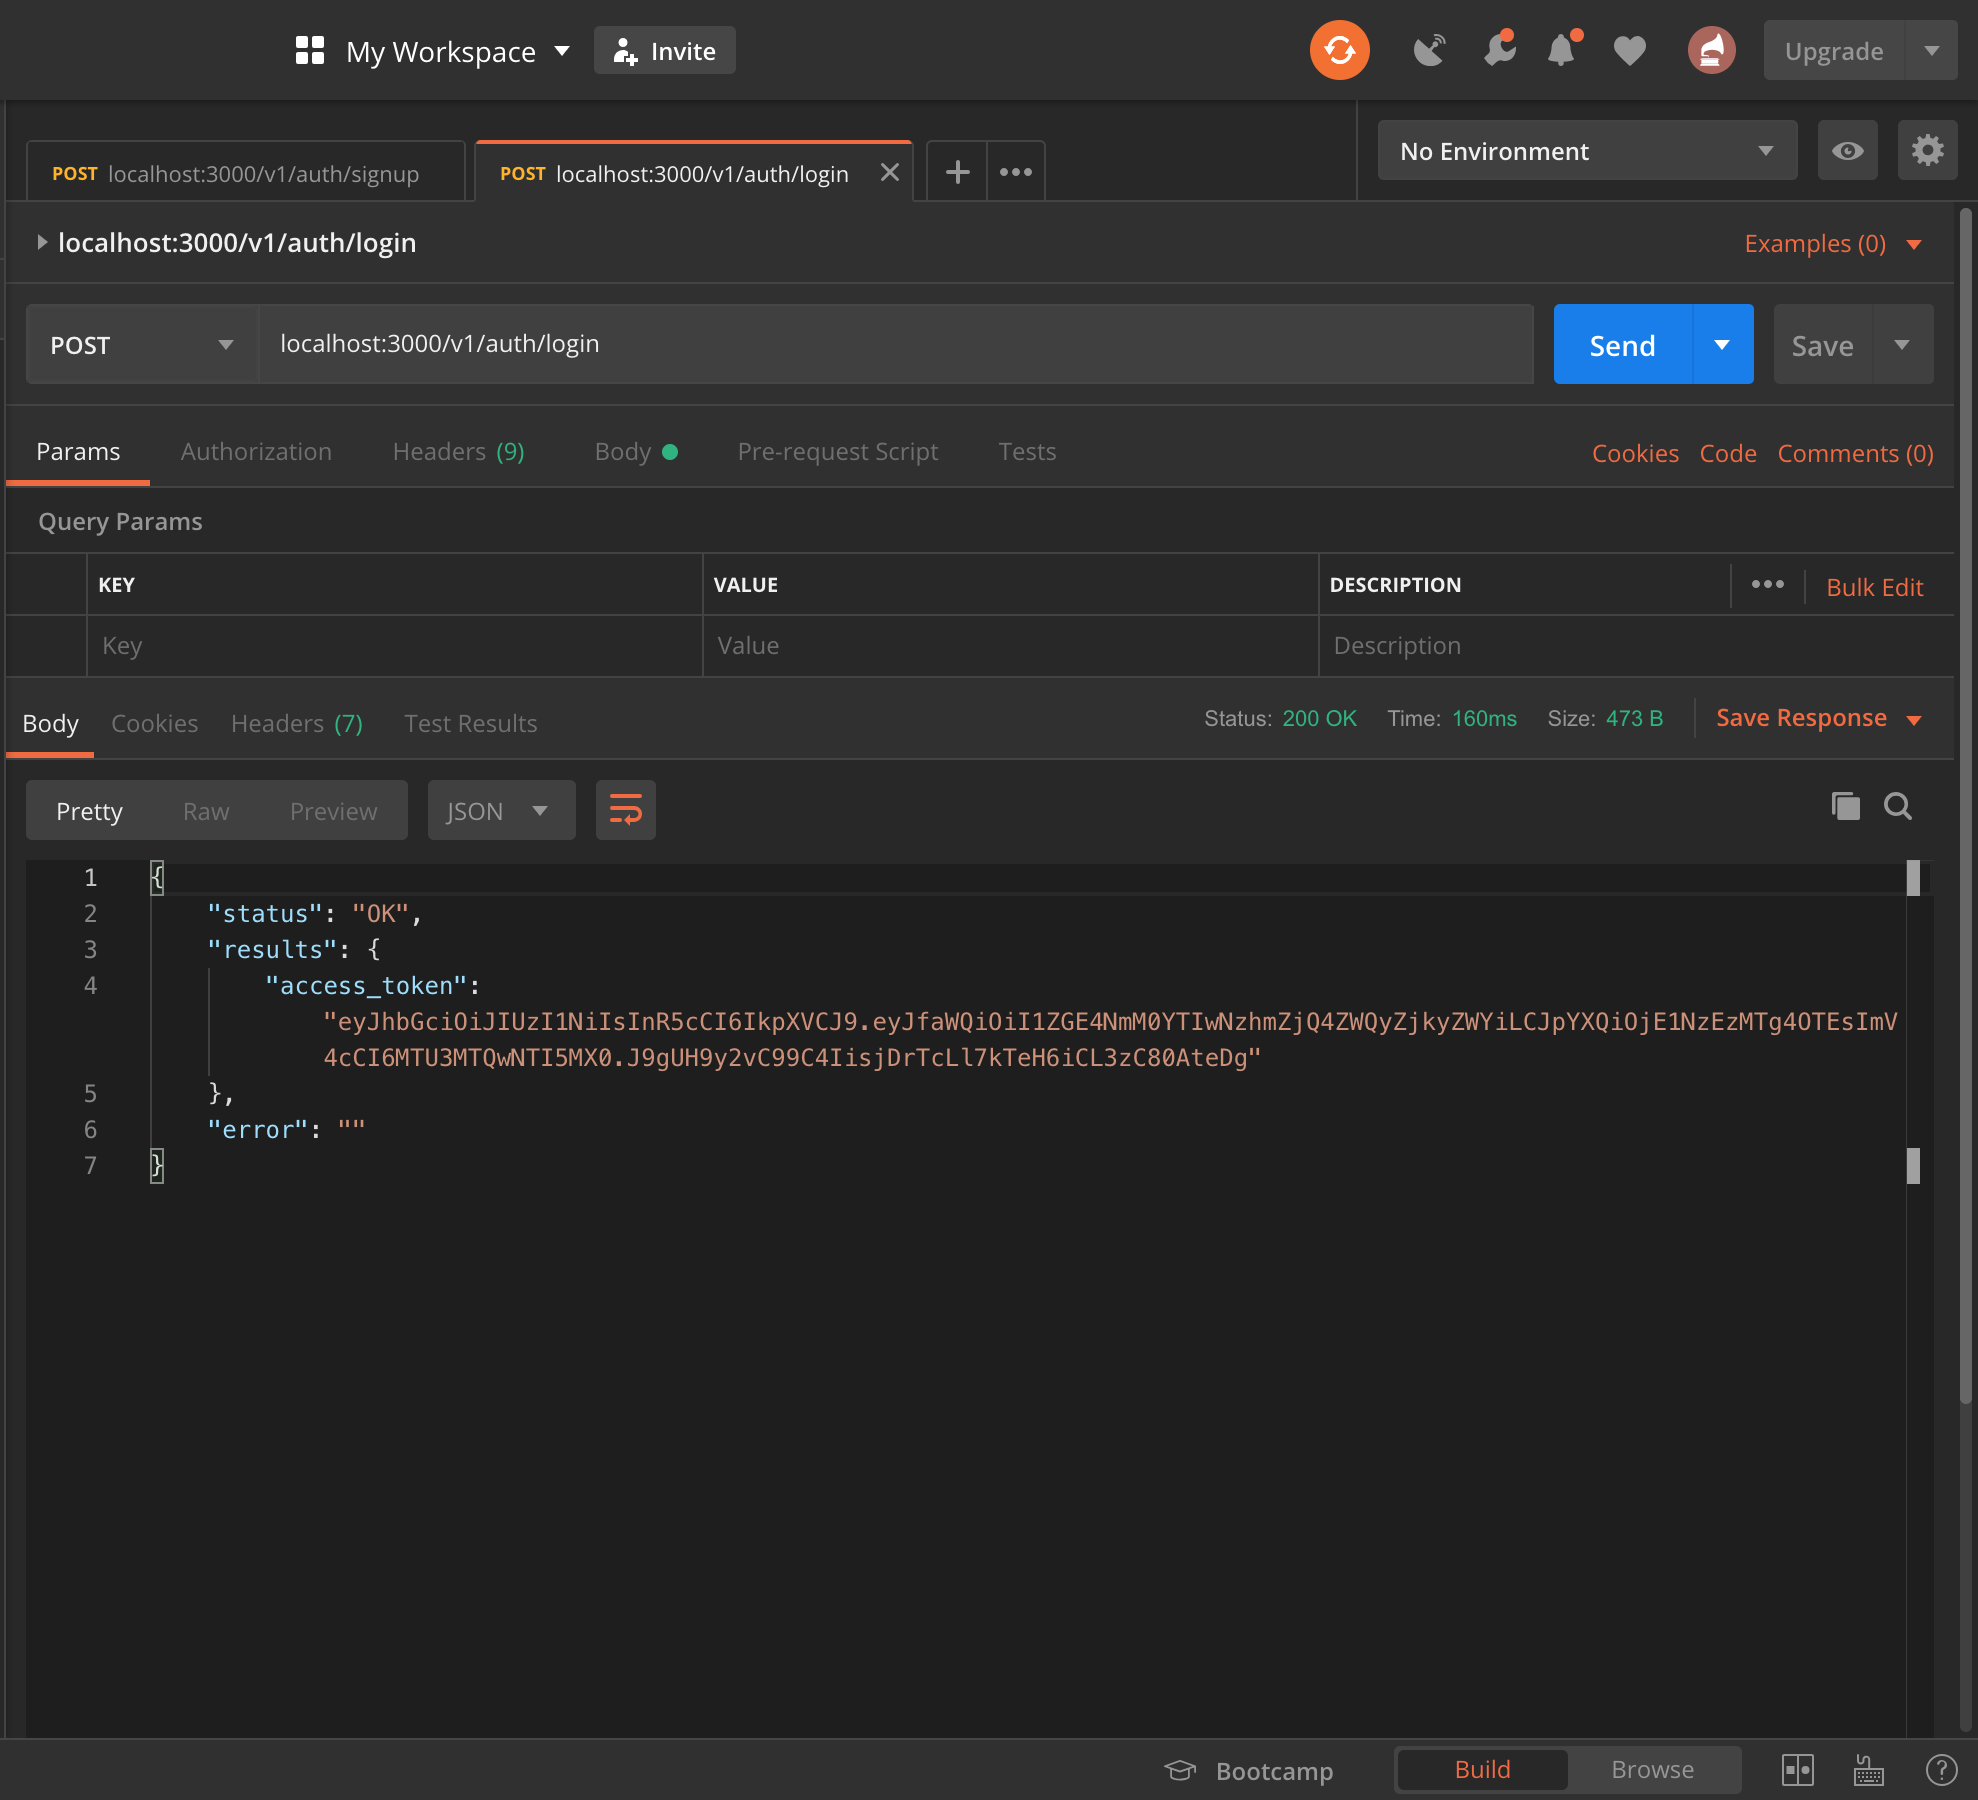 My Workspace
Invite
Upgrade
POST localhost:3000/v1/auth/signup
POST localhost:3000/v1/auth/login
No Environment
localhost:3000/v1/auth/login
Examples (0)
POST
localhost:3000/v1/auth/login
Send
Save
Params
Authorization
Headers (9)
Body
Pre-request Script
Tests
Cookies
Code
Comments (0)
Query Params
KEY
VALUE
DESCRIPTION
Bulk Edit
Key
Value
Description
Body
Cookies
Headers (7)
Test Results
Status: 200 OK
Time: 160ms
Size: 473 B
Save Response
Pretty
Raw
Preview
JSON
1 {
2 "status": "OK",
3 "results": {
4 "access_token":
"eyJhbGciOiJIUzI1NiIsInR5cCI6IkpXVCJ9.eyJfaWQiOiI1ZGE4NmM0YTIwNzhmZjQ4ZWQyZjkyZWYiLCJpYXQiOjE1NzEzMTg4OTEsImV
4cCI6MTU3MTQwNTI5MX0.J9gUH9y2vC99C4IisjDrTcLl7kTeH6iCL3zC80AteDg"
5 },
6 "error": ""
7 }
Bootcamp
Build
Browse